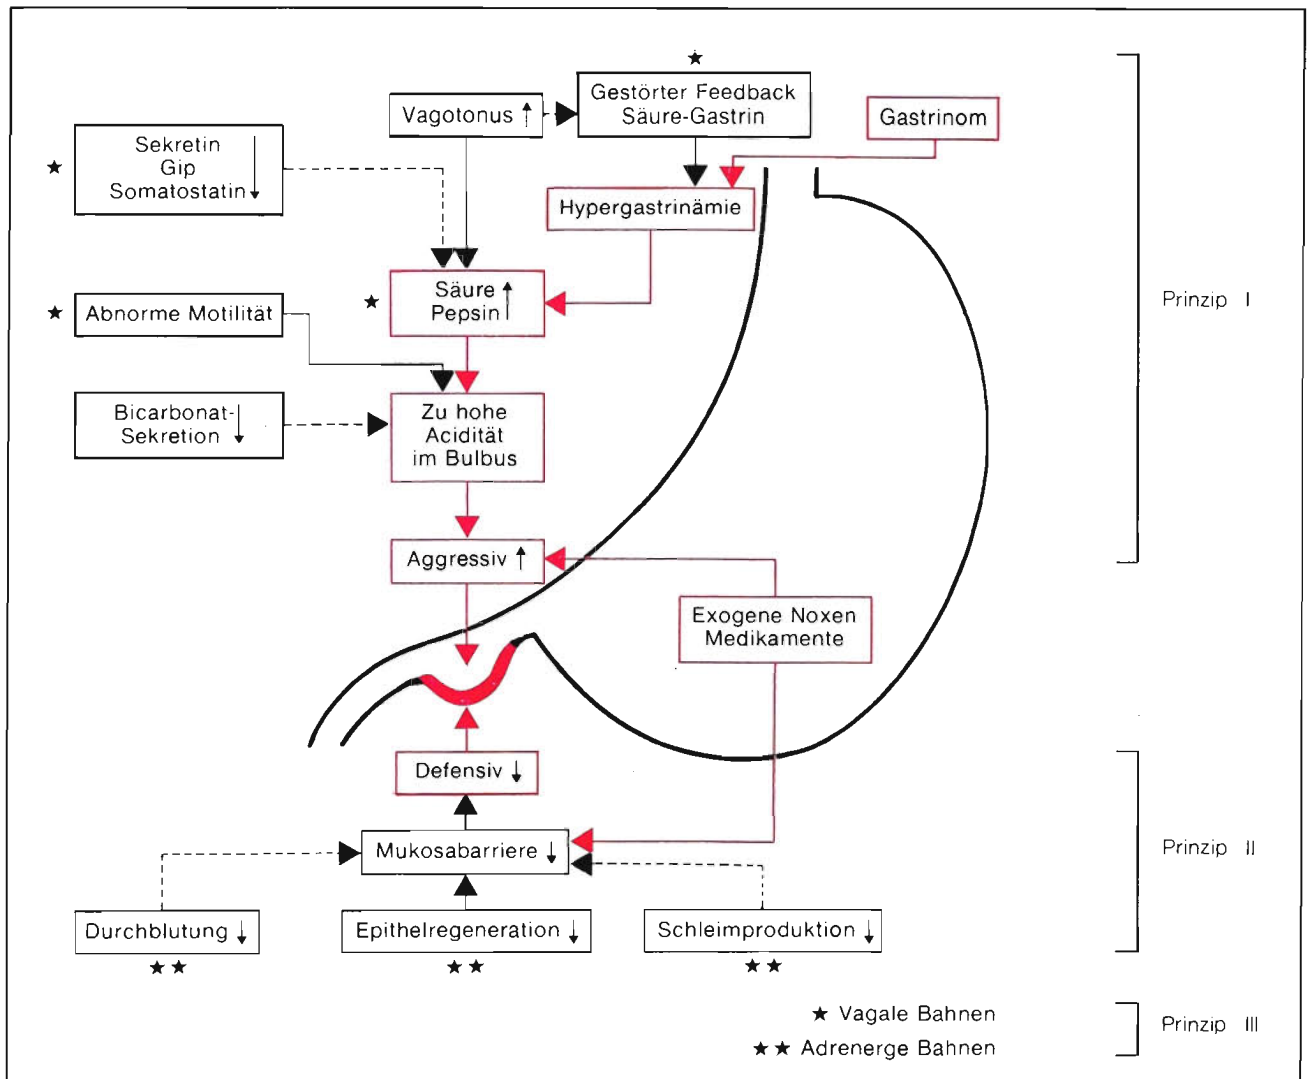 ★
Vagotonus ↑
Gestörter Feedback
Säure-Gastrin
Gastrinom
★ Sekretin
Gip
Somatostatin ↓
Hypergastrinämie
★ Säure ↑
Pepsin
Prinzip I
★ Abnorme Motilität
Bicarbonat-
Sekretion ↓
Zu hohe
Acidität
im Bulbus
Aggressiv ↑
Exogene Noxen
Medikamente
Defensiv ↓
Mukosabarriere ↓
Prinzip II
Durchblutung ↓
Epithelregeneration ↓
Schleimproduktion ↓
★★
★★
★★
★ Vagale Bahnen
★★ Adrenerge Bahnen
Prinzip III